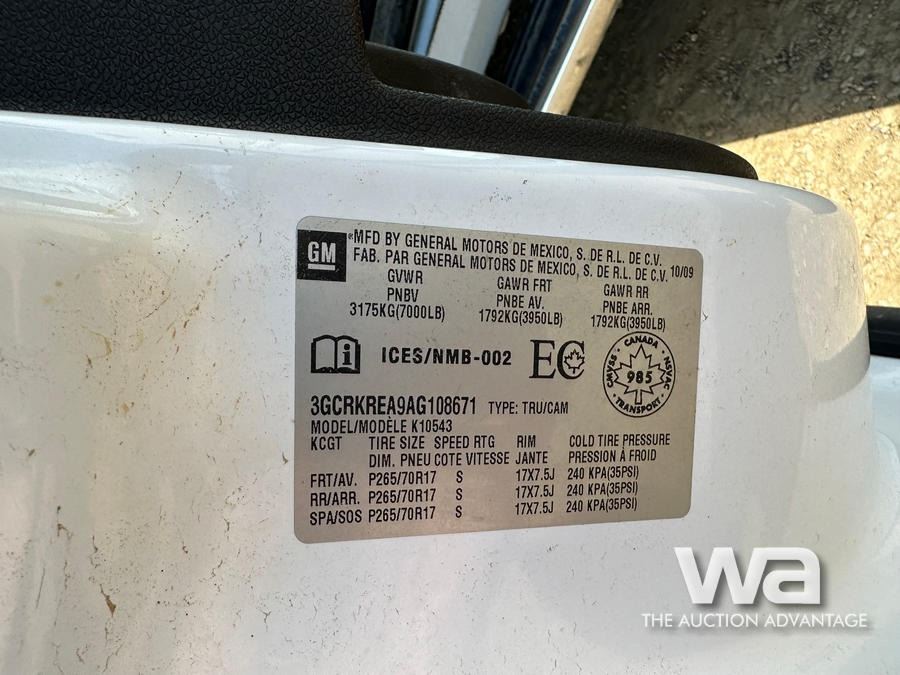 GM
MFD BY GENERAL MOTORS DE MEXICO, S. DE R.L. DE C.V.
FAB. PAR GENERAL MOTORS DE MEXICO, S. DE R.L. DE C.V. 10/09
GVWR GAWR FRT GAWR RR
PNBV PNBE AV. PNBE ARR.
3175KG(7000LB) 1792KG(3950LB) 1792KG(3950LB)
i ICES/NMB-002 EC
CANADA
CMVSS 985 NSVAC
TRANSPORT
3GCRKREA9AG108671 TYPE: TRU/CAM
MODEL/MODÈLE K10543
KCGT TIRE SIZE SPEED RTG RIM COLD TIRE PRESSURE
DIM. PNEU COTE VITESSE JANTE PRESSION À FROID
FRT/AV. P265/70R17 S 17X7.5J 240 KPA(35PSI)
RR/ARR. P265/70R17 S 17X7.5J 240 KPA(35PSI)
SPA/SOS P265/70R17 S 17X7.5J 240 KPA(35PSI)
wa
THE AUCTION ADVANTAGE